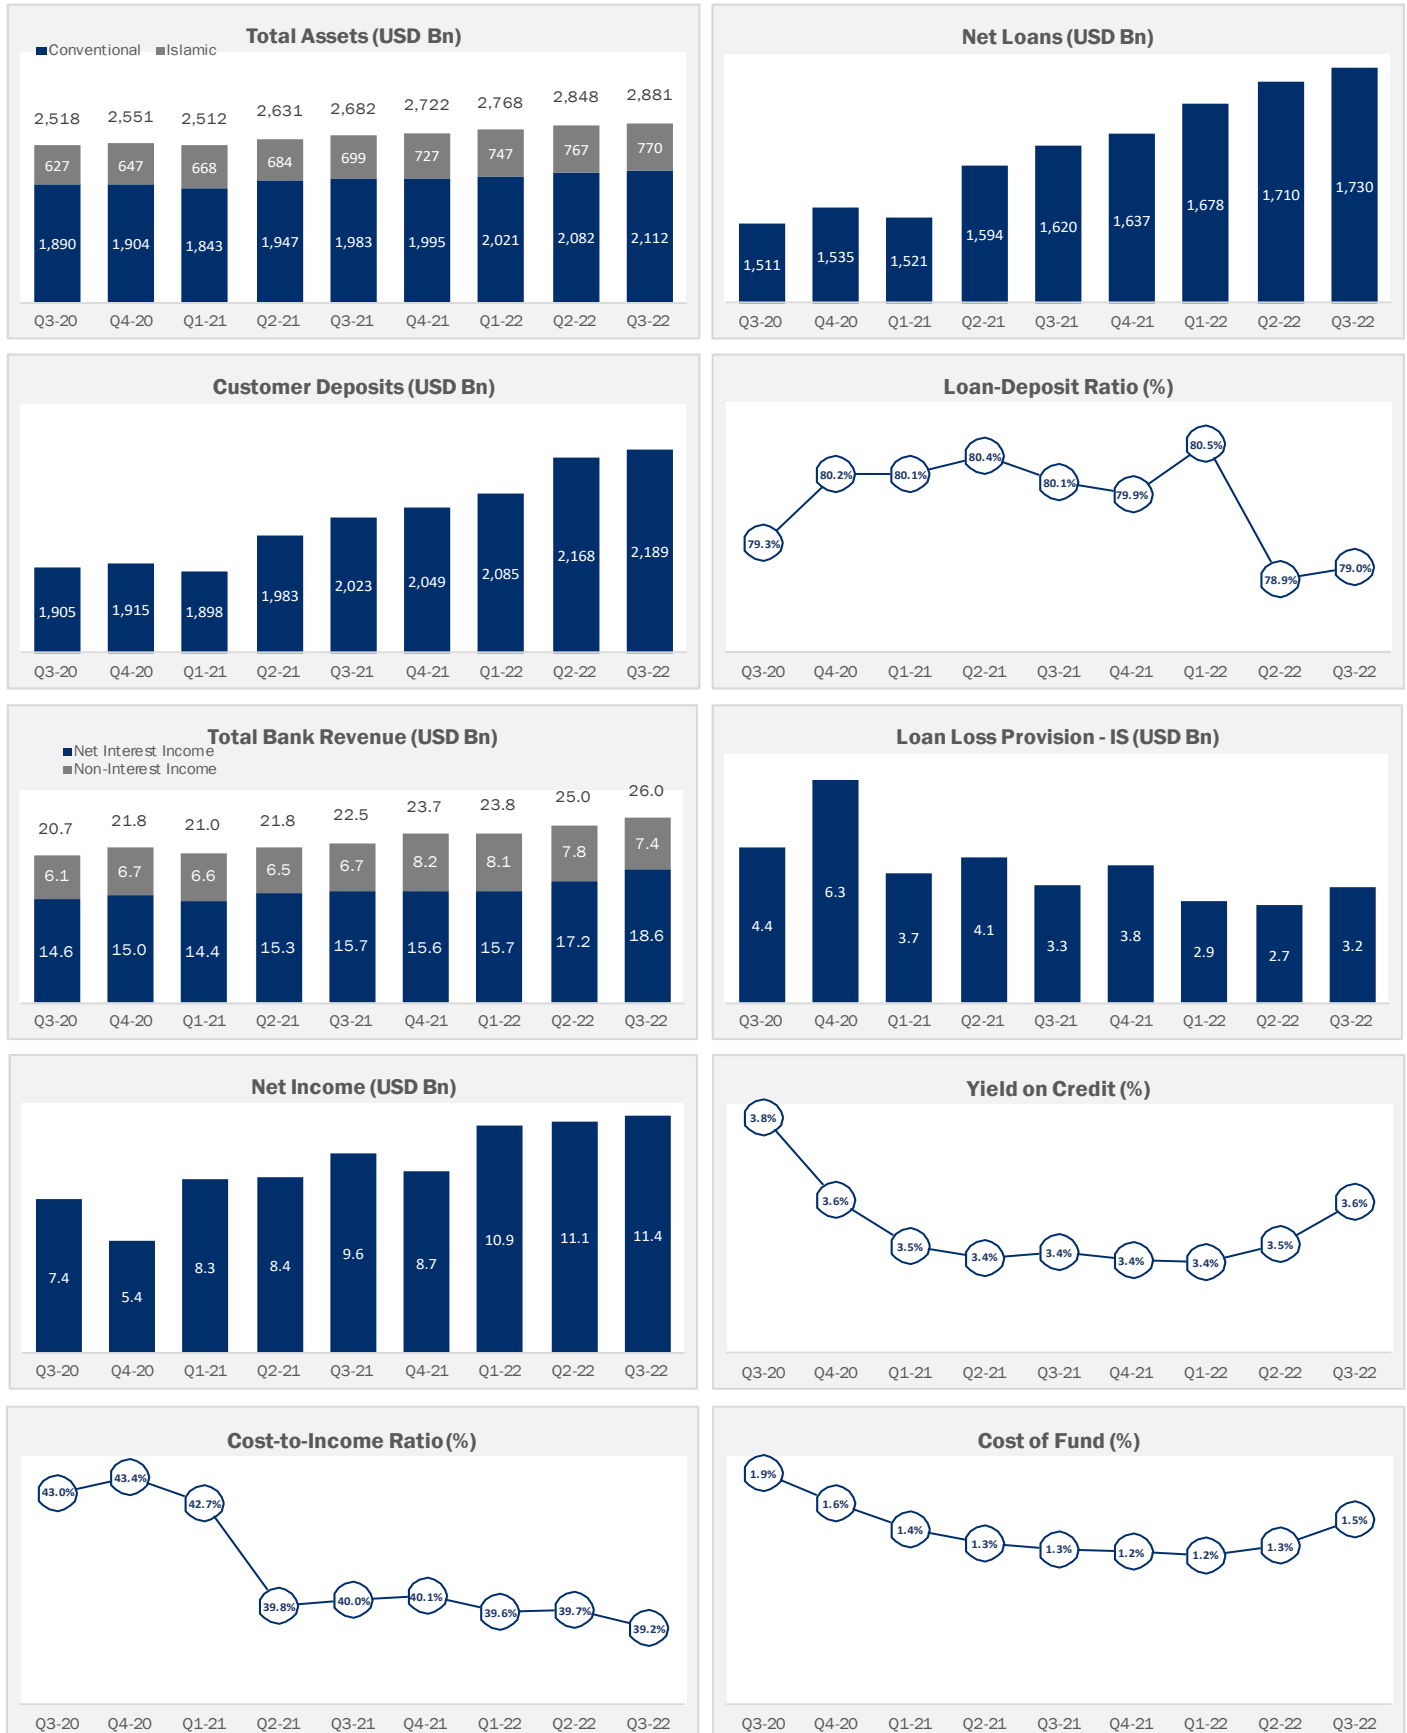 Total Assets (USD Bn)
Conventional Islamic
2,518 2,551 2,512 2,631 2,682 2,722 2,768 2,848 2,881
627 647 668 684 699 727 747 767 770
1,890 1,904 1,843 1,947 1,983 1,995 2,021 2,082 2,112
Q3-20 Q4-20 Q1-21 Q2-21 Q3-21 Q4-21 Q1-22 Q2-22 Q3-22
Net Loans (USD Bn)
1,511 1,535 1,521 1,594 1,620 1,637 1,678 1,710 1,730
Q3-20 Q4-20 Q1-21 Q2-21 Q3-21 Q4-21 Q1-22 Q2-22 Q3-22
Customer Deposits (USD Bn)
1,905 1,915 1,898 1,983 2,023 2,049 2,085 2,168 2,189
Q3-20 Q4-20 Q1-21 Q2-21 Q3-21 Q4-21 Q1-22 Q2-22 Q3-22
Loan-Deposit Ratio (%)
79.3% 80.2% 80.1% 80.4% 80.1% 79.9% 80.5% 78.9% 79.0%
Q3-20 Q4-20 Q1-21 Q2-21 Q3-21 Q4-21 Q1-22 Q2-22 Q3-22
Total Bank Revenue (USD Bn)
Net Interest Income
Non-Interest Income
20.7 21.8 21.0 21.8 22.5 23.7 23.8 25.0 26.0
6.1 6.7 6.6 6.5 6.7 8.2 8.1 7.8 7.4
14.6 15.0 14.4 15.3 15.7 15.6 15.7 17.2 18.6
Q3-20 Q4-20 Q1-21 Q2-21 Q3-21 Q4-21 Q1-22 Q2-22 Q3-22
Loan Loss Provision - IS (USD Bn)
4.4 6.3 3.7 4.1 3.3 3.8 2.9 2.7 3.2
Q3-20 Q4-20 Q1-21 Q2-21 Q3-21 Q4-21 Q1-22 Q2-22 Q3-22
Net Income (USD Bn)
7.4 5.4 8.3 8.4 9.6 8.7 10.9 11.1 11.4
Q3-20 Q4-20 Q1-21 Q2-21 Q3-21 Q4-21 Q1-22 Q2-22 Q3-22
Yield on Credit (%)
3.8% 3.6% 3.5% 3.4% 3.4% 3.4% 3.4% 3.5% 3.6%
Q3-20 Q4-20 Q1-21 Q2-21 Q3-21 Q4-21 Q1-22 Q2-22 Q3-22
Cost-to-Income Ratio (%)
43.0% 43.4% 42.7% 39.8% 40.0% 40.1% 39.6% 39.7% 39.2%
Q3-20 Q4-20 Q1-21 Q2-21 Q3-21 Q4-21 Q1-22 Q2-22 Q3-22
Cost of Fund (%)
1.9% 1.6% 1.4% 1.3% 1.3% 1.2% 1.2% 1.3% 1.5%
Q3-20 Q4-20 Q1-21 Q2-21 Q3-21 Q4-21 Q1-22 Q2-22 Q3-22